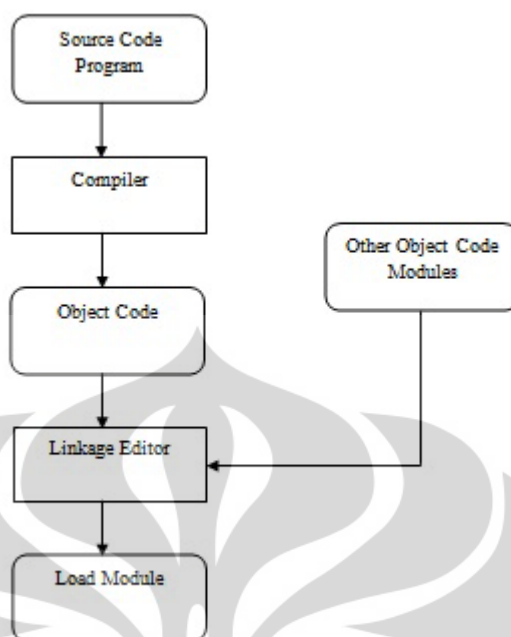 Source Code
Program
Compiler
Other Object Code
Modules
Object Code
Linkage Editor
Load Module